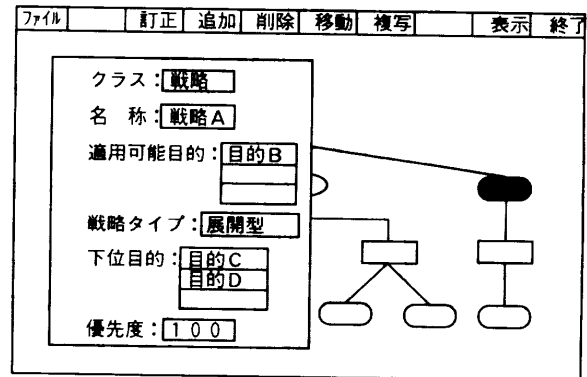 ファイル 訂正 追加 削除 移動 複写 表示 終了
クラス：戦略
名　称：戦略A
適用可能目的：目的B
戦略タイプ：展開型
下位目的：目的C
目的D
優先度：１００